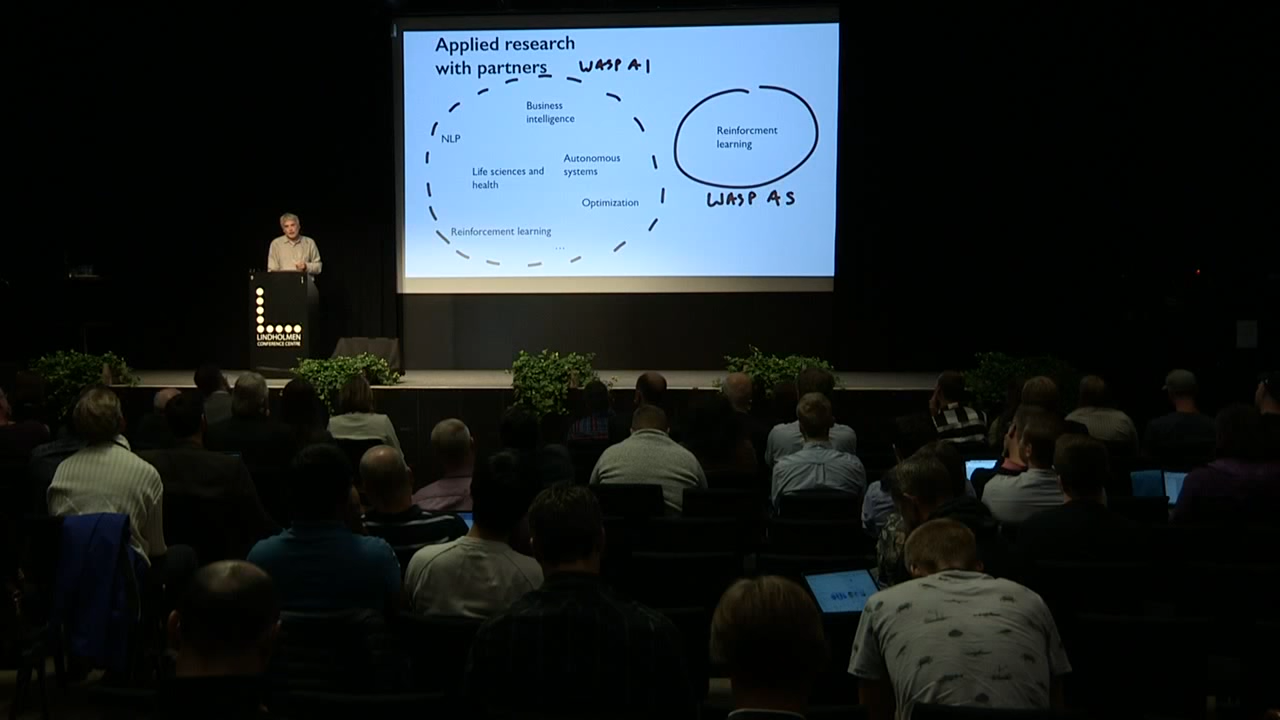 Applied research
with partners WASP AI
Business
intelligence
NLP
Reinforcment
learning
Life sciences and
health
Autonomous
systems
WASP AS
Optimization
Reinforcement learning
...
LINDHOLMEN
CONFERENCE CENTRE